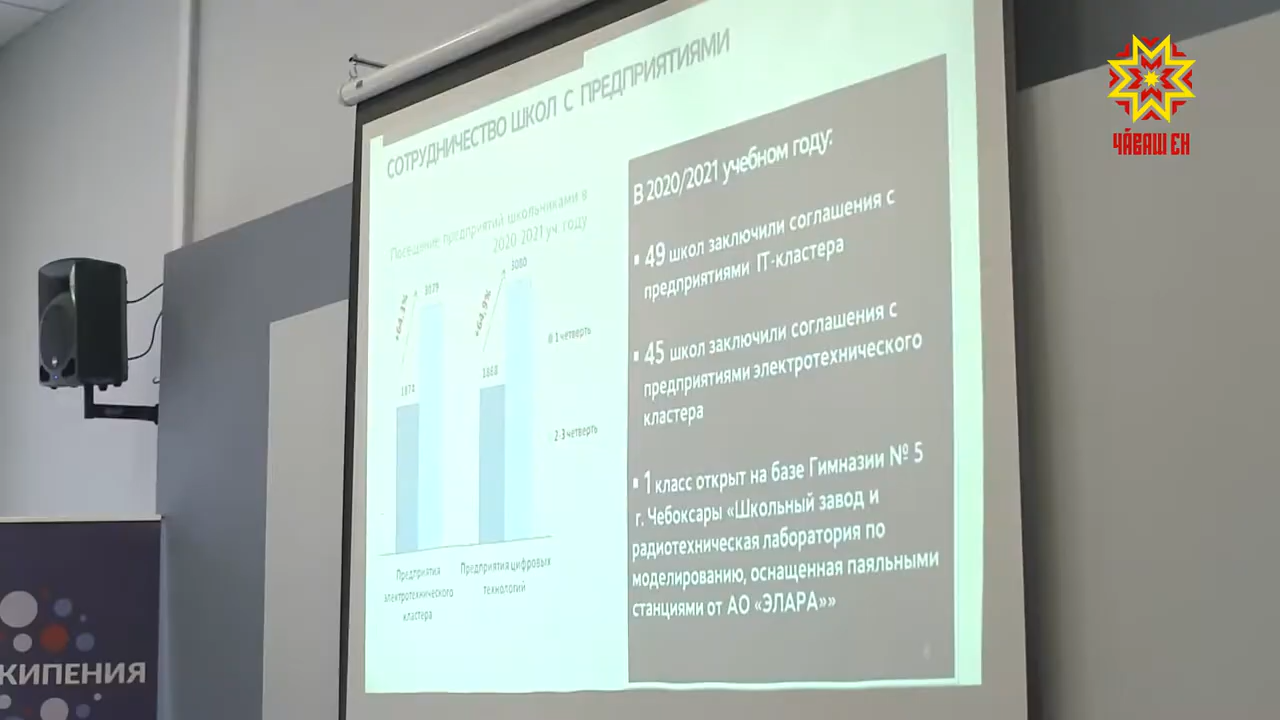 ЧӐВАШ ЕН
СОТРУДНИЧЕСТВО ШКОЛ С ПРЕДПРИЯТИЯМИ
Посещение предприятий школьниками в
2020-2021 уч. году
+64,3%
3079
1874
+64,9%
3080
1868
1 четверть
2-3 четверть
Предприятия
электротехнического
кластера
Предприятия цифровых
технологий
В 2020/2021 учебном году:
▪ 49 школ заключили соглашения с
предприятиями IT-кластера
▪ 45 школ заключили соглашения с
предприятиями электротехнического
кластера
▪ 1 класс открыт на базе Гимназии № 5
г. Чебоксары «Школьный завод и
радиотехническая лаборатория по
моделированию, оснащенная паяльными
станциями от АО «ЭЛАРА»»
КИПЕНИЯ